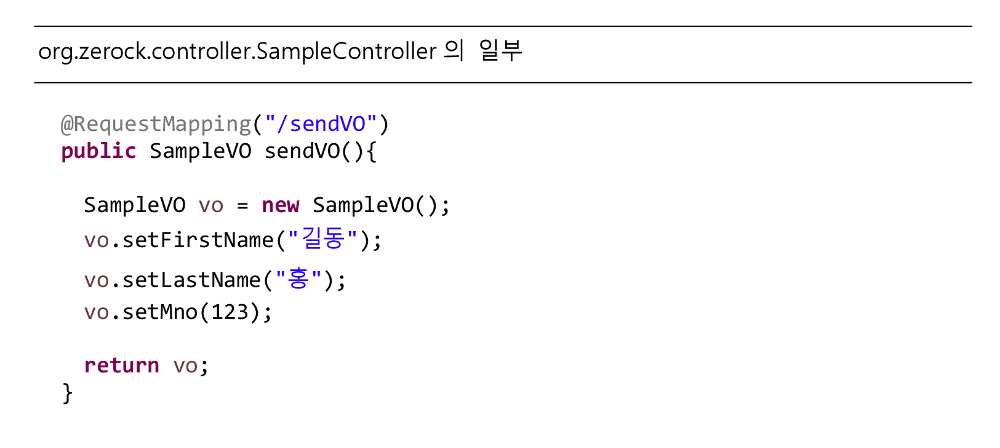 org.zerock.controller.SampleController 의 일부
@RequestMapping("/sendVO")
public SampleVO sendVO(){
SampleVO vo = new SampleVO();
vo.setFirstName("길동");
vo.setLastName("홍");
vo.setMno(123);
return vo;
}